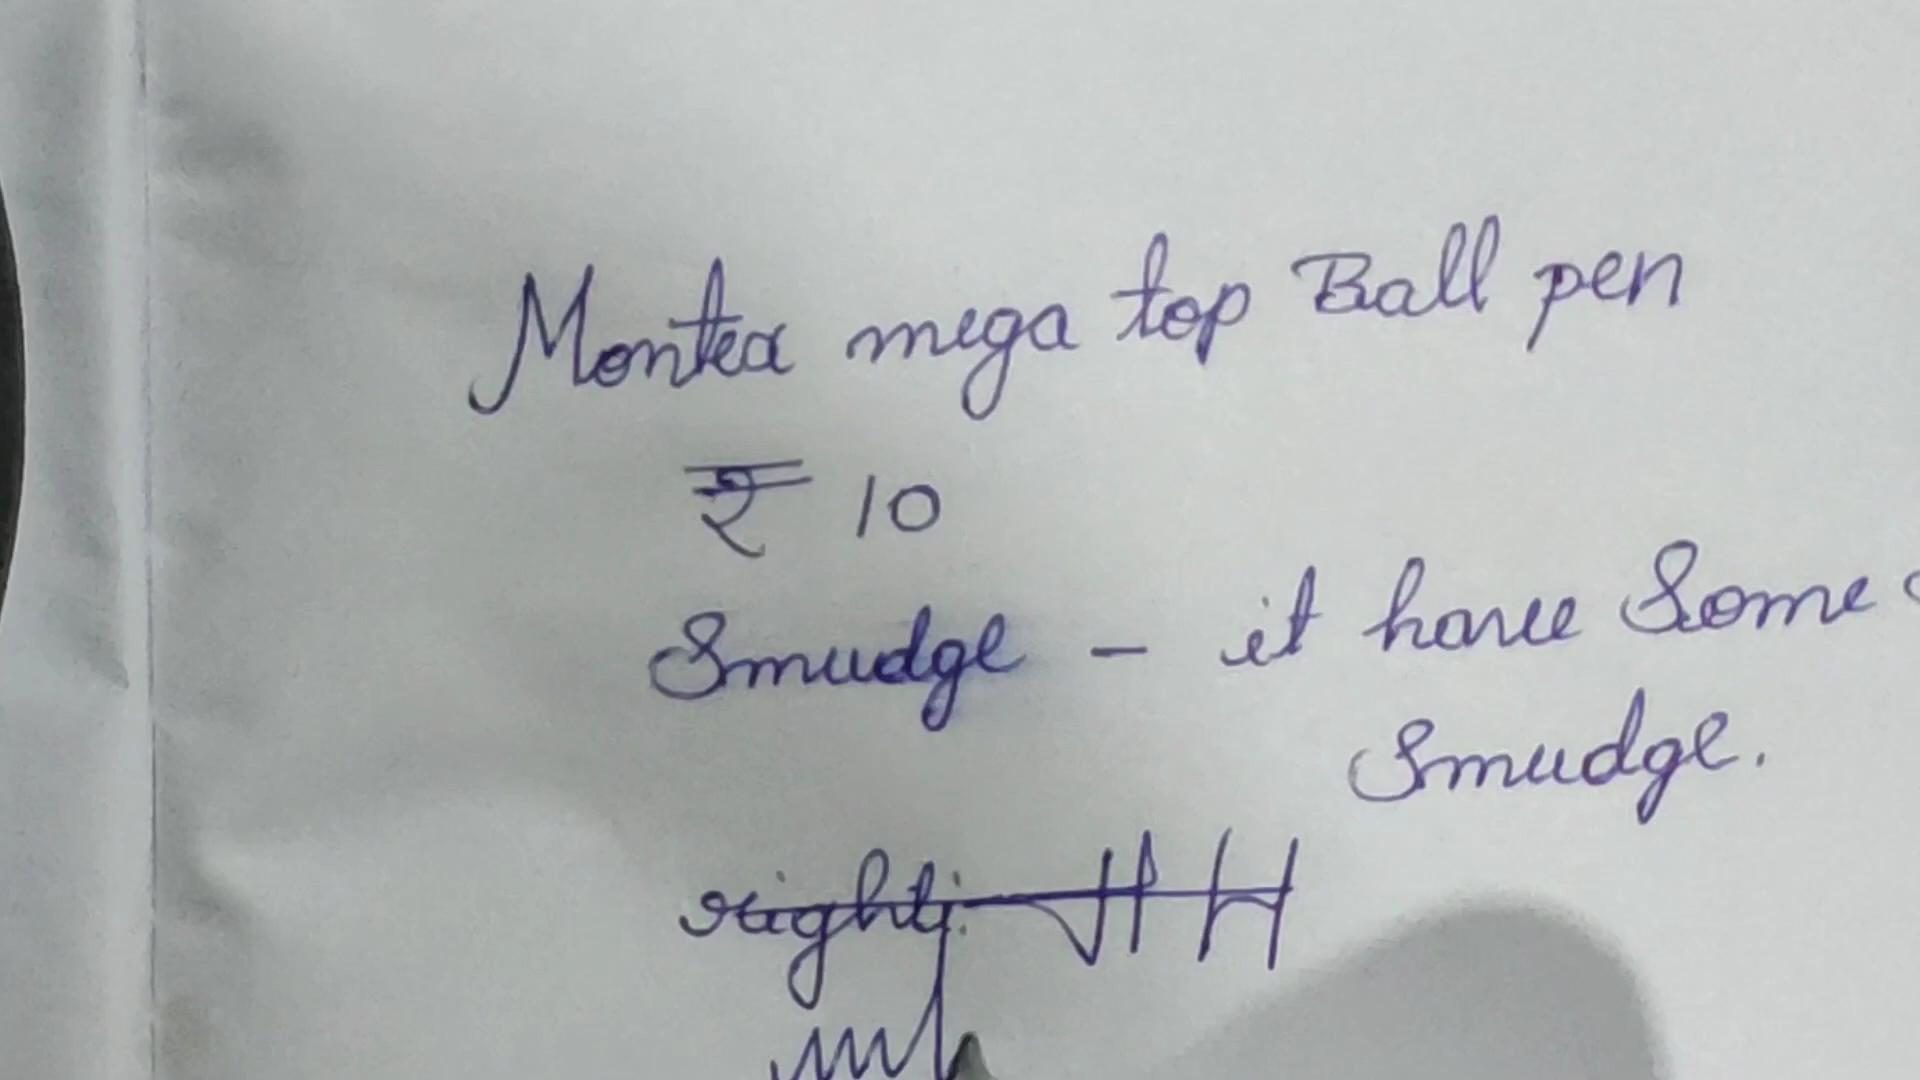 Montex mega top Ball pen
₹ 10
Smudge - it have Some
Smudge.